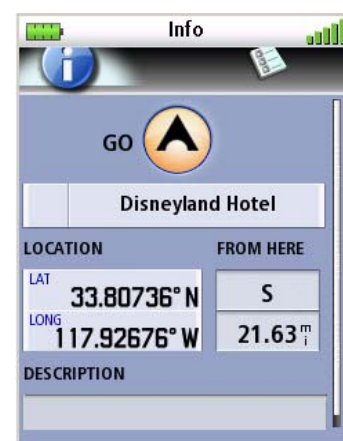 Info
GO
Disneyland Hotel
LOCATION FROM HERE
LAT 33.80736° N S
LONG 117.92676° W 21.63 mi
DESCRIPTION